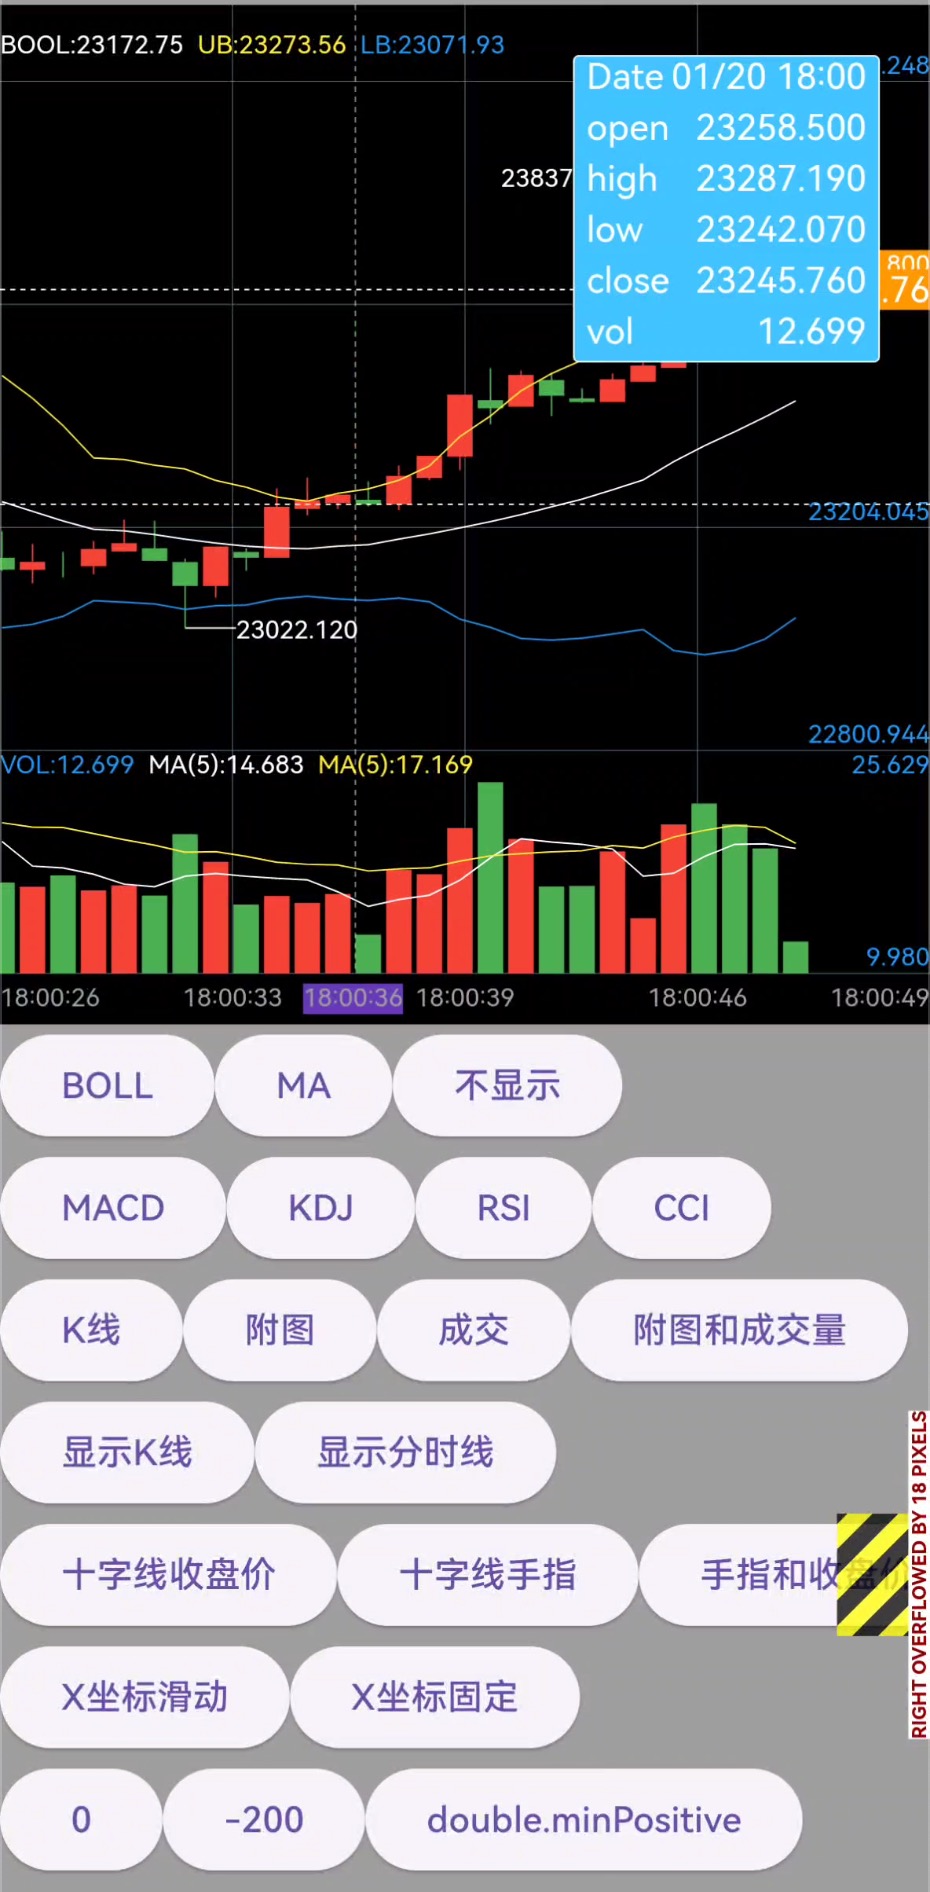 BOOL:23172.75 UB:23273.56 LB:23071.93
.248
Date 01/20 18:00
open 23258.500
high 23287.190
low 23242.070
close 23245.760
vol 12.699
23837
800
.76
23204.045
23022.120
22800.944
VOL:12.699 MA(5):14.683 MA(5):17.169
25.629
9.980
18:00:26 18:00:33 18:00:36 18:00:39 18:00:46 18:00:49
BOLL MA 不显示
MACD KDJ RSI CCI
K线 附图 成交 附图和成交量
显示K线 显示分时线
十字线收盘价 十字线手指 手指和收盘价
RIGHT OVERFLOWED BY 18 PIXELS
X坐标滑动 X坐标固定
0 -200 double.minPositive